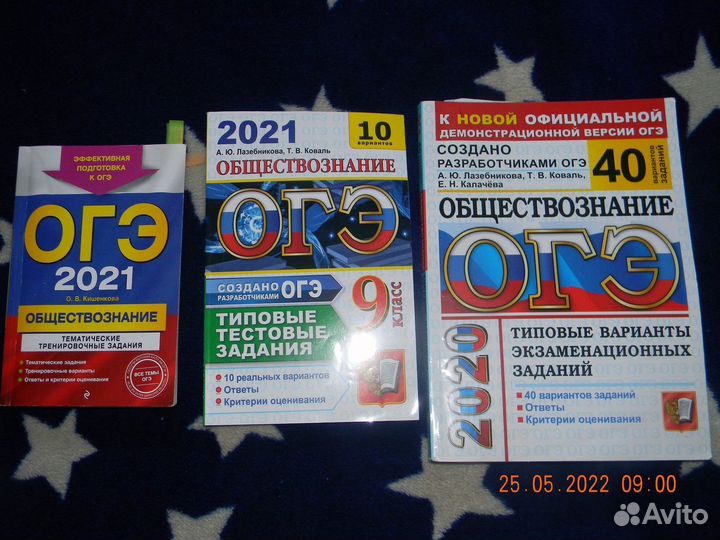 ЭФФЕКТИВНАЯ
ПОДГОТОВКА
К ОГЭ
ОГЭ
2021
О. В. Кишенкова
ОБЩЕСТВОЗНАНИЕ
ТЕМАТИЧЕСКИЕ
ТРЕНИРОВОЧНЫЕ ЗАДАНИЯ
• Тематические задания
• Тренировочные варианты
• Ответы и критерии оценивания
ВСЕ ТЕМЫ
ОГЭ
2021
10
вариантов
А. Ю. Лазебникова, Т. В. Коваль
ОБЩЕСТВОЗНАНИЕ
ОГЭ
СОЗДАНО
РАЗРАБОТЧИКАМИ ОГЭ
9 класс
ТИПОВЫЕ
ТЕСТОВЫЕ
ЗАДАНИЯ
• 10 реальных вариантов
• Ответы
• Критерии оценивания
К НОВОЙ ОФИЦИАЛЬНОЙ
ДЕМОНСТРАЦИОННОЙ ВЕРСИИ ОГЭ
СОЗДАНО
РАЗРАБОТЧИКАМИ ОГЭ
А. Ю. Лазебникова, Т. В. Коваль,
Е. Н. Калачёва
40
вариантов
заданий
ОБЩЕСТВОЗНАНИЕ
ОГЭ
2020
ТИПОВЫЕ ВАРИАНТЫ
ЭКЗАМЕНАЦИОННЫХ
ЗАДАНИЙ
■ 40 вариантов заданий
■ Ответы
■ Критерии оценивания
25.05.2022 09:00
Avito